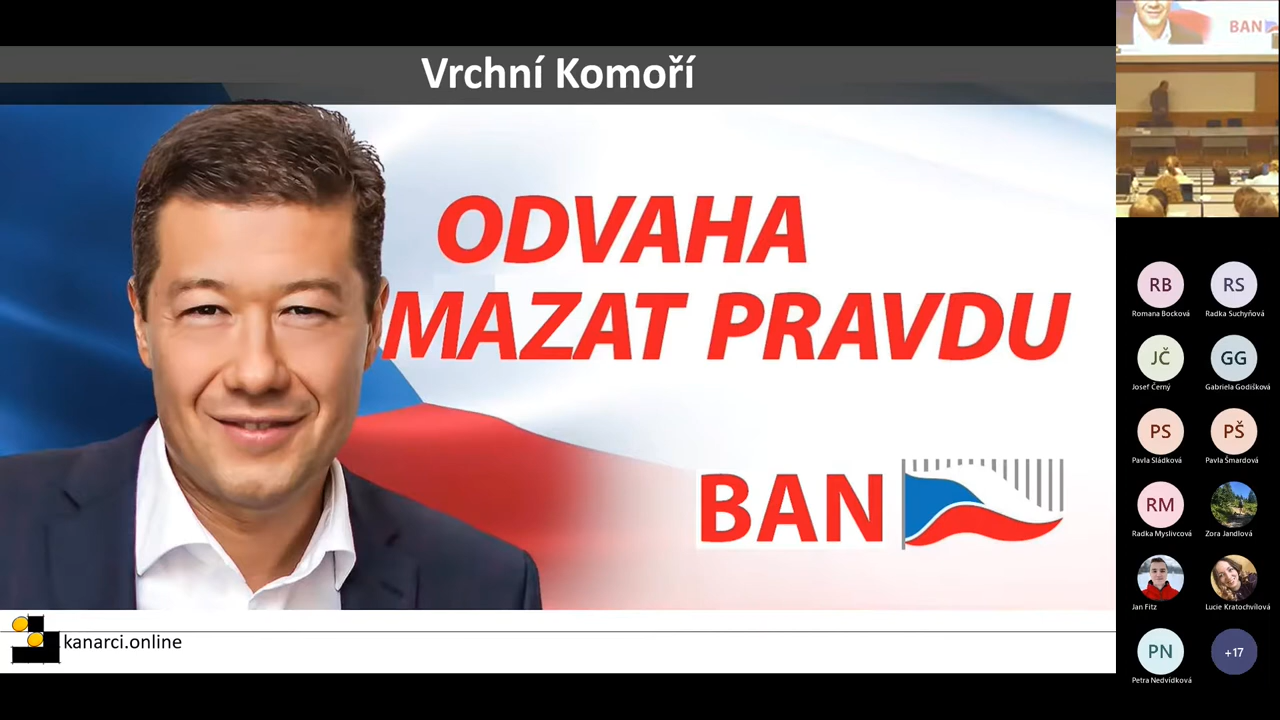 Vrchní Komoří
ODVAHA
MAZAT PRAVDU
BAN
kanarci.online
BAN
RB
Romana Bocková
RS
Radka Suchyňová
JČ
Josef Černý
GG
Gabriela Godišková
PS
Pavla Sládková
PŠ
Pavla Šmardová
RM
Radka Myslivcová
Zora Jandlová
Jan Fitz
Lucie Kratochvílová
PN
Petra Nedvídková
+17